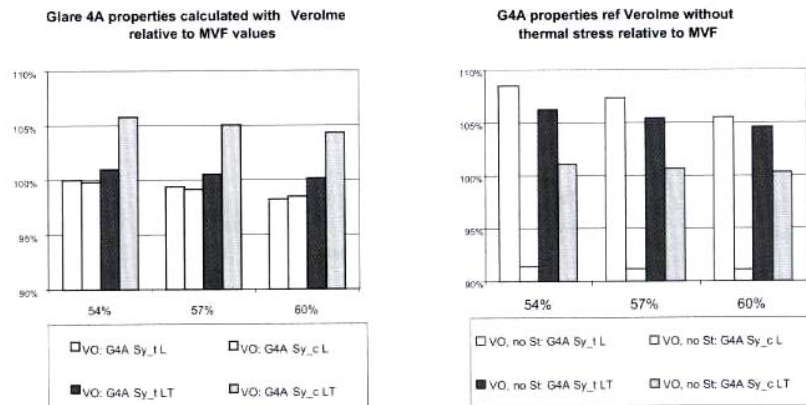 Glare 4A properties calculated with Verolme
relative to MVF values
110%
105%
100%
95%
90%
54%
57%
60%
VO: G4A Sy_t L
VO: G4A Sy_c L
VO: G4A Sy_t LT
VO: G4A Sy_c LT
G4A properties ref Verolme without
thermal stress relative to MVF
110%
105%
100%
95%
90%
54%
57%
60%
VO, no St: G4A Sy_t L
VO, no St: G4A Sy_c L
VO, no St: G4A Sy_t LT
VO, no St: G4A Sy_c LT